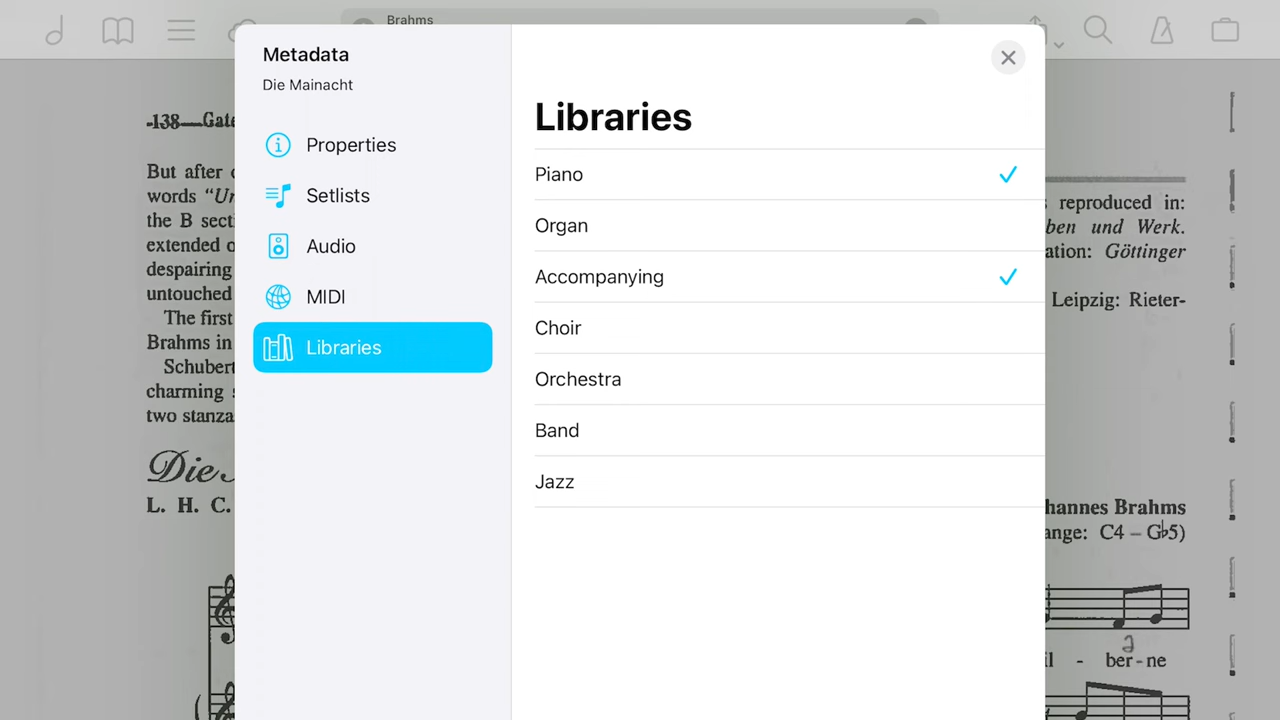 Brahms
Metadata
Die Mainacht
Properties
Setlists
Audio
MIDI
Libraries
Libraries
Piano
Organ
Accompanying
Choir
Orchestra
Band
Jazz
-138—Gate
But after
words "Un
the B secti
extended o
despairing
untouched
The first
Brahms in
Schubert
charming
two stanza
Die
L. H. C.
reproduced in:
ben und Werk.
ation: Göttinger
Leipzig: Rieter-
hannes Brahms
ange: C4 – G♭5)
il - ber - ne